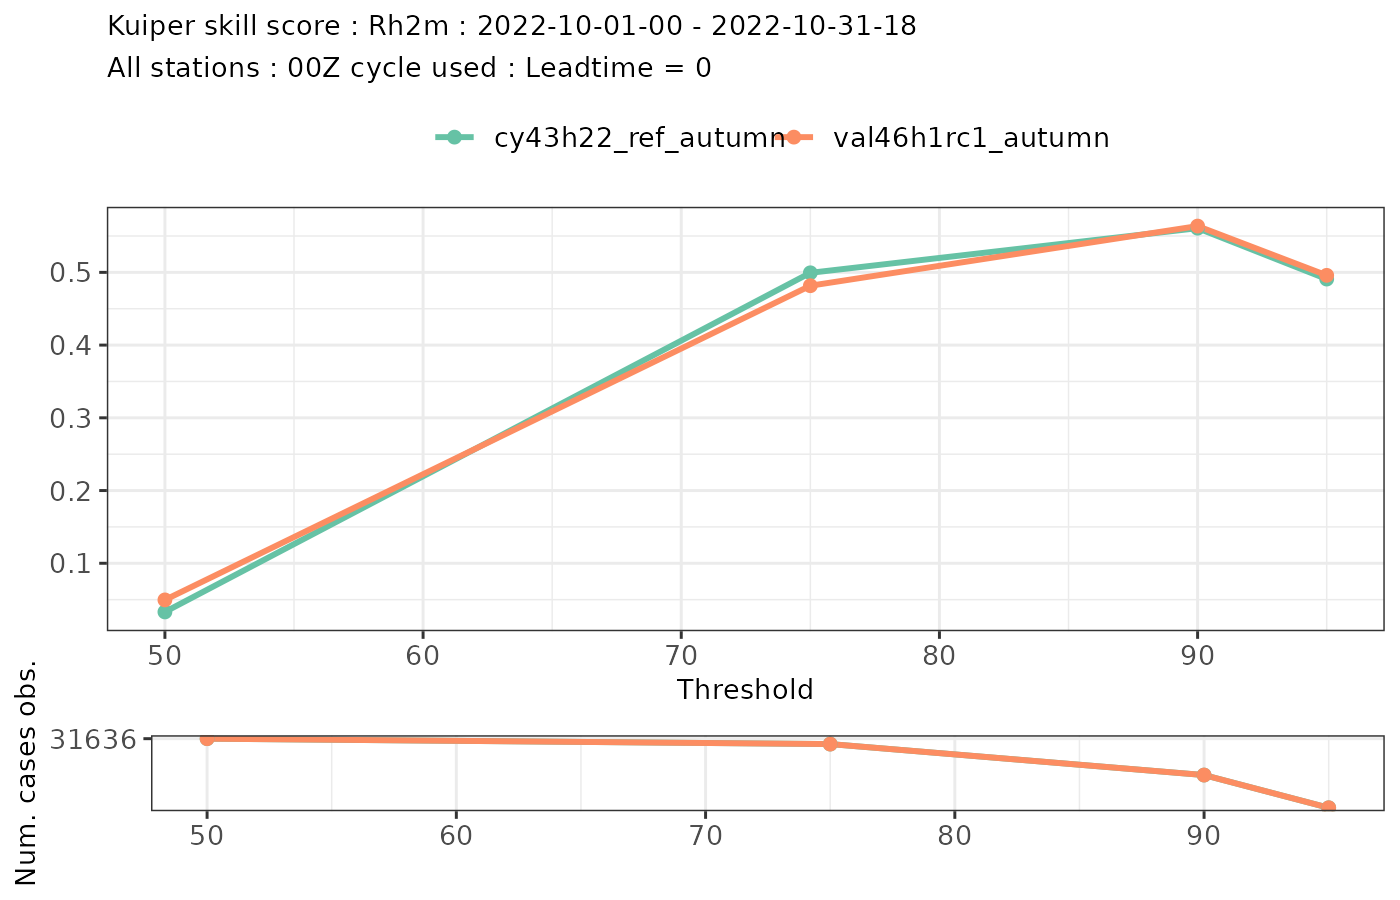 Kuiper skill score : Rh2m : 2022-10-01-00 - 2022-10-31-18
All stations : 00Z cycle used : Leadtime = 0
cy43h22_ref_autumn val46h1rc1_autumn
0.5
0.4
0.3
0.2
0.1
50 60 70 80 90
Threshold
Num. cases obs.
31636
50 60 70 80 90